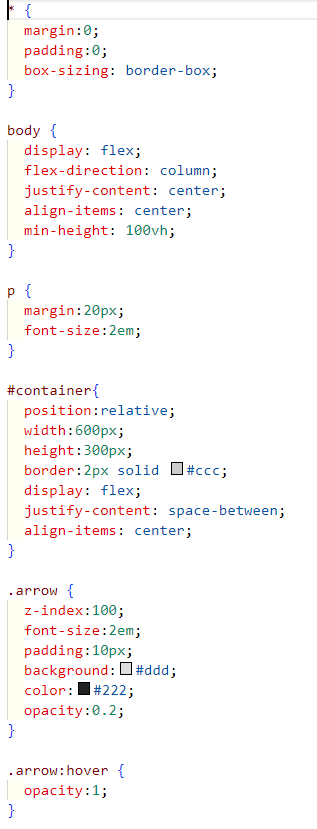 * {
  margin:0;
  padding:0;
  box-sizing: border-box;
}

body {
  display: flex;
  flex-direction: column;
  justify-content: center;
  align-items: center;
  min-height: 100vh;
}

p {
  margin:20px;
  font-size:2em;
}

#container{
  position:relative;
  width:600px;
  height:300px;
  border:2px solid #ccc;
  display: flex;
  justify-content: space-between;
  align-items: center;
}

.arrow {
  z-index:100;
  font-size:2em;
  padding:10px;
  background:#ddd;
  color:#222;
  opacity:0.2;
}

.arrow:hover {
  opacity:1;
}